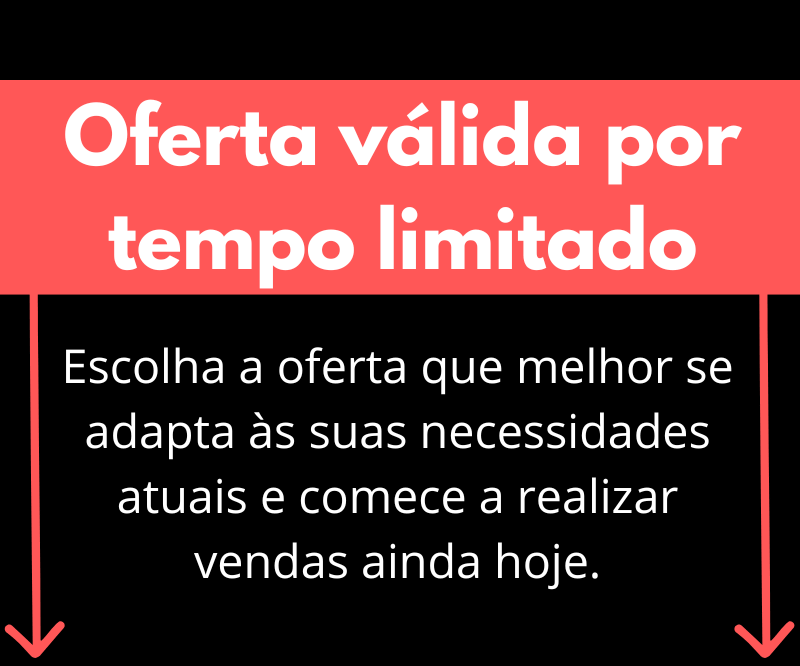 Oferta válida por
tempo limitado
Escolha a oferta que melhor se
adapta às suas necessidades
atuais e comece a realizar
vendas ainda hoje.